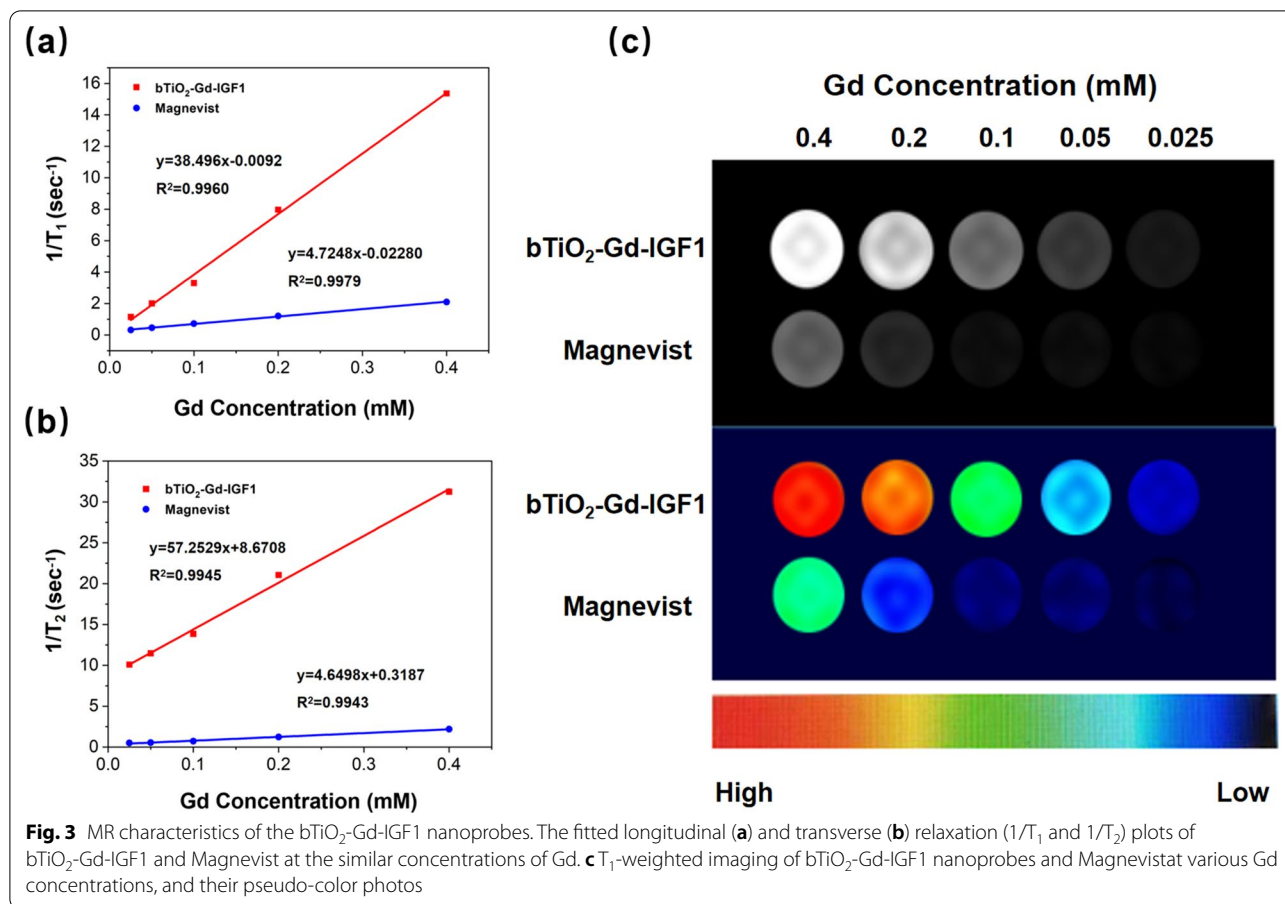 (a)
bTiO₂-Gd-IGF1
Magnevist
y=38.496x-0.0092
R²=0.9960
y=4.7248x-0.02280
R²=0.9979
1/T₁ (sec⁻¹)
16
14
12
10
8
6
4
2
0
0.0 0.1 0.2 0.3 0.4
Gd Concentration (mM)
(b)
bTiO₂-Gd-IGF1
Magnevist
y=57.2529x+8.6708
R²=0.9945
y=4.6498x+0.3187
R²=0.9943
1/T₂ (sec⁻¹)
35
30
25
20
15
10
5
0
0.0 0.1 0.2 0.3 0.4
Gd Concentration (mM)
(c)
Gd Concentration (mM)
0.4 0.2 0.1 0.05 0.025
bTiO₂-Gd-IGF1
Magnevist
bTiO₂-Gd-IGF1
Magnevist
High Low
Fig. 3 MR characteristics of the bTiO₂-Gd-IGF1 nanoprobes. The fitted longitudinal (a) and transverse (b) relaxation (1/T₁ and 1/T₂) plots of
bTiO₂-Gd-IGF1 and Magnevist at the similar concentrations of Gd. c T₁-weighted imaging of bTiO₂-Gd-IGF1 nanoprobes and Magnevistat various Gd
concentrations, and their pseudo-color photos